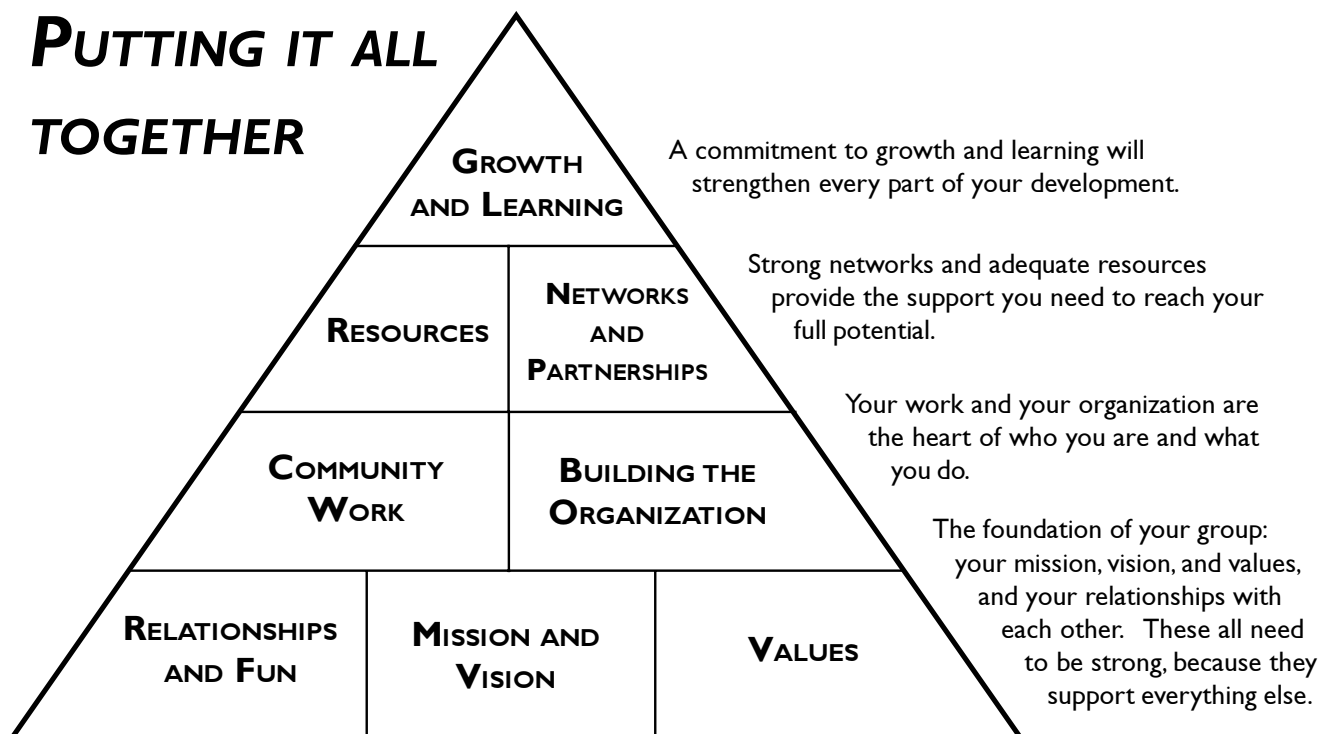 PUTTING IT ALL
TOGETHER
GROWTH
AND LEARNING
A commitment to growth and learning will
strengthen every part of your development.
RESOURCES
NETWORKS
AND
PARTNERSHIPS
Strong networks and adequate resources
provide the support you need to reach your
full potential.
COMMUNITY
WORK
BUILDING THE
ORGANIZATION
Your work and your organization are
the heart of who you are and what
you do.
RELATIONSHIPS
AND FUN
MISSION AND
VISION
VALUES
The foundation of your group:
your mission, vision, and values,
and your relationships with
each other. These all need
to be strong, because they
support everything else.